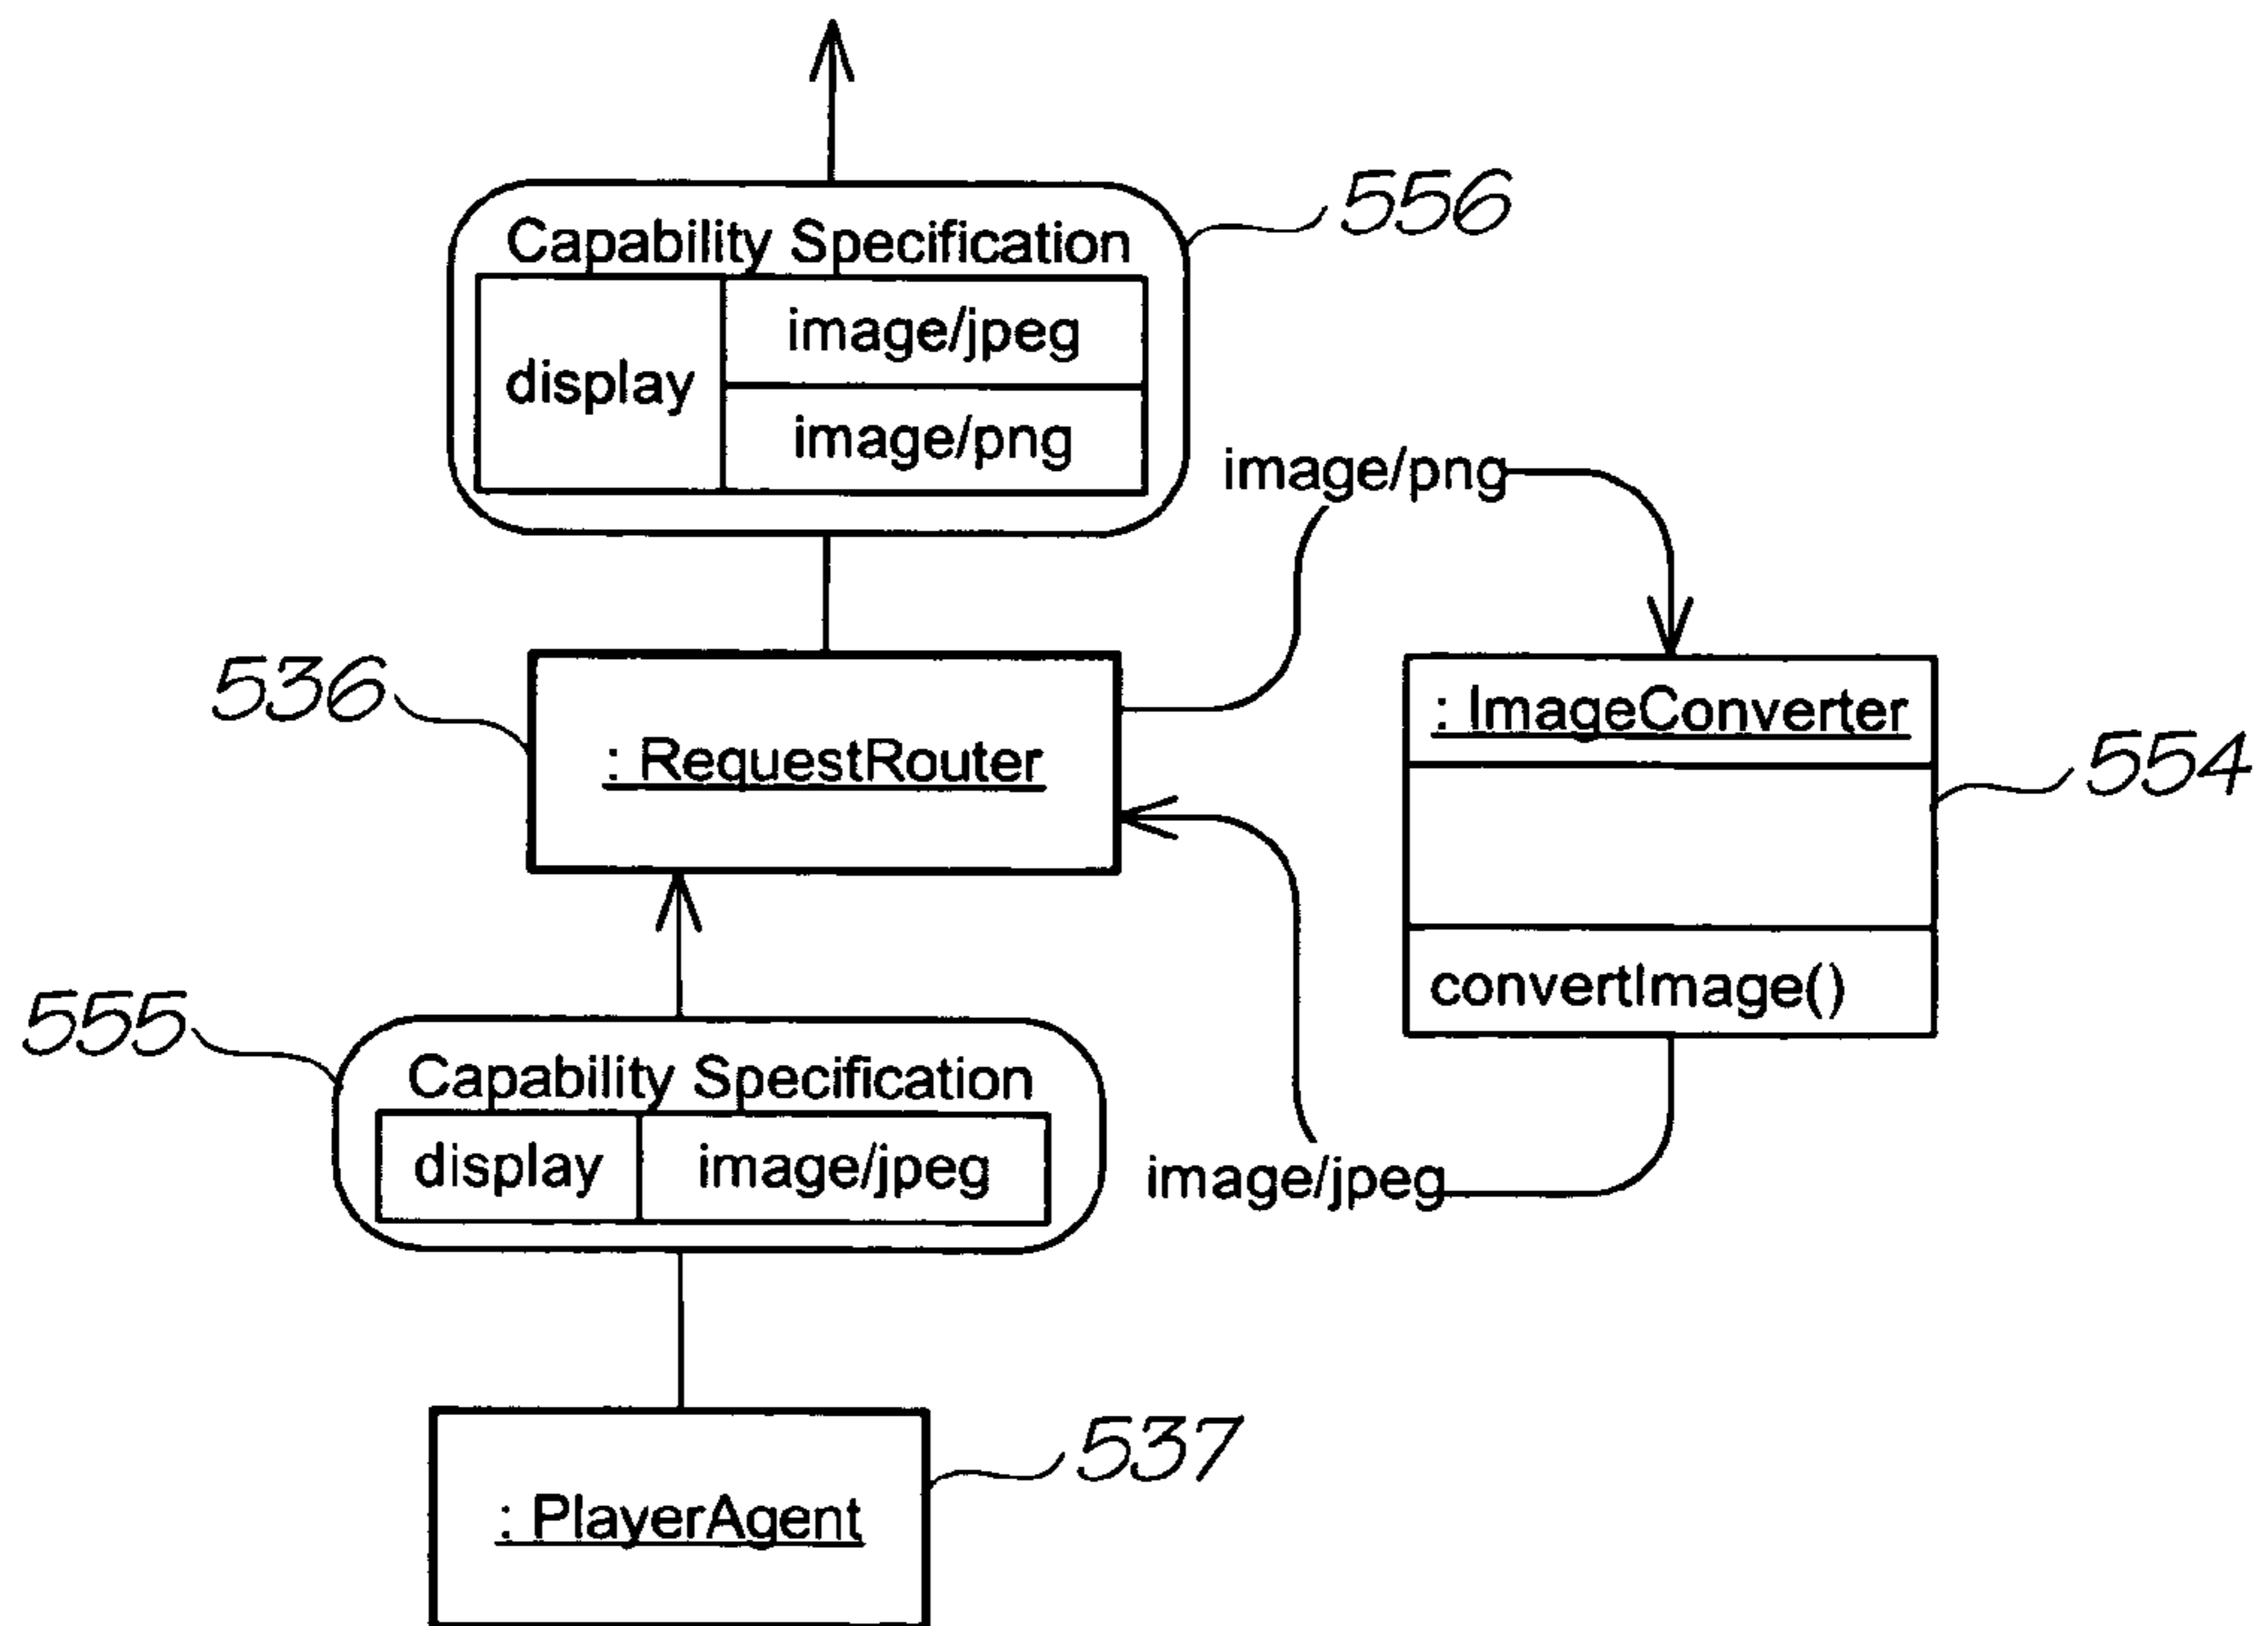 Capability Specification
556
display
image/jpeg
image/png
image/png
536
: RequestRouter
: ImageConverter
554
convertImage()
555
Capability Specification
display
image/jpeg
image/jpeg
537
: PlayerAgent